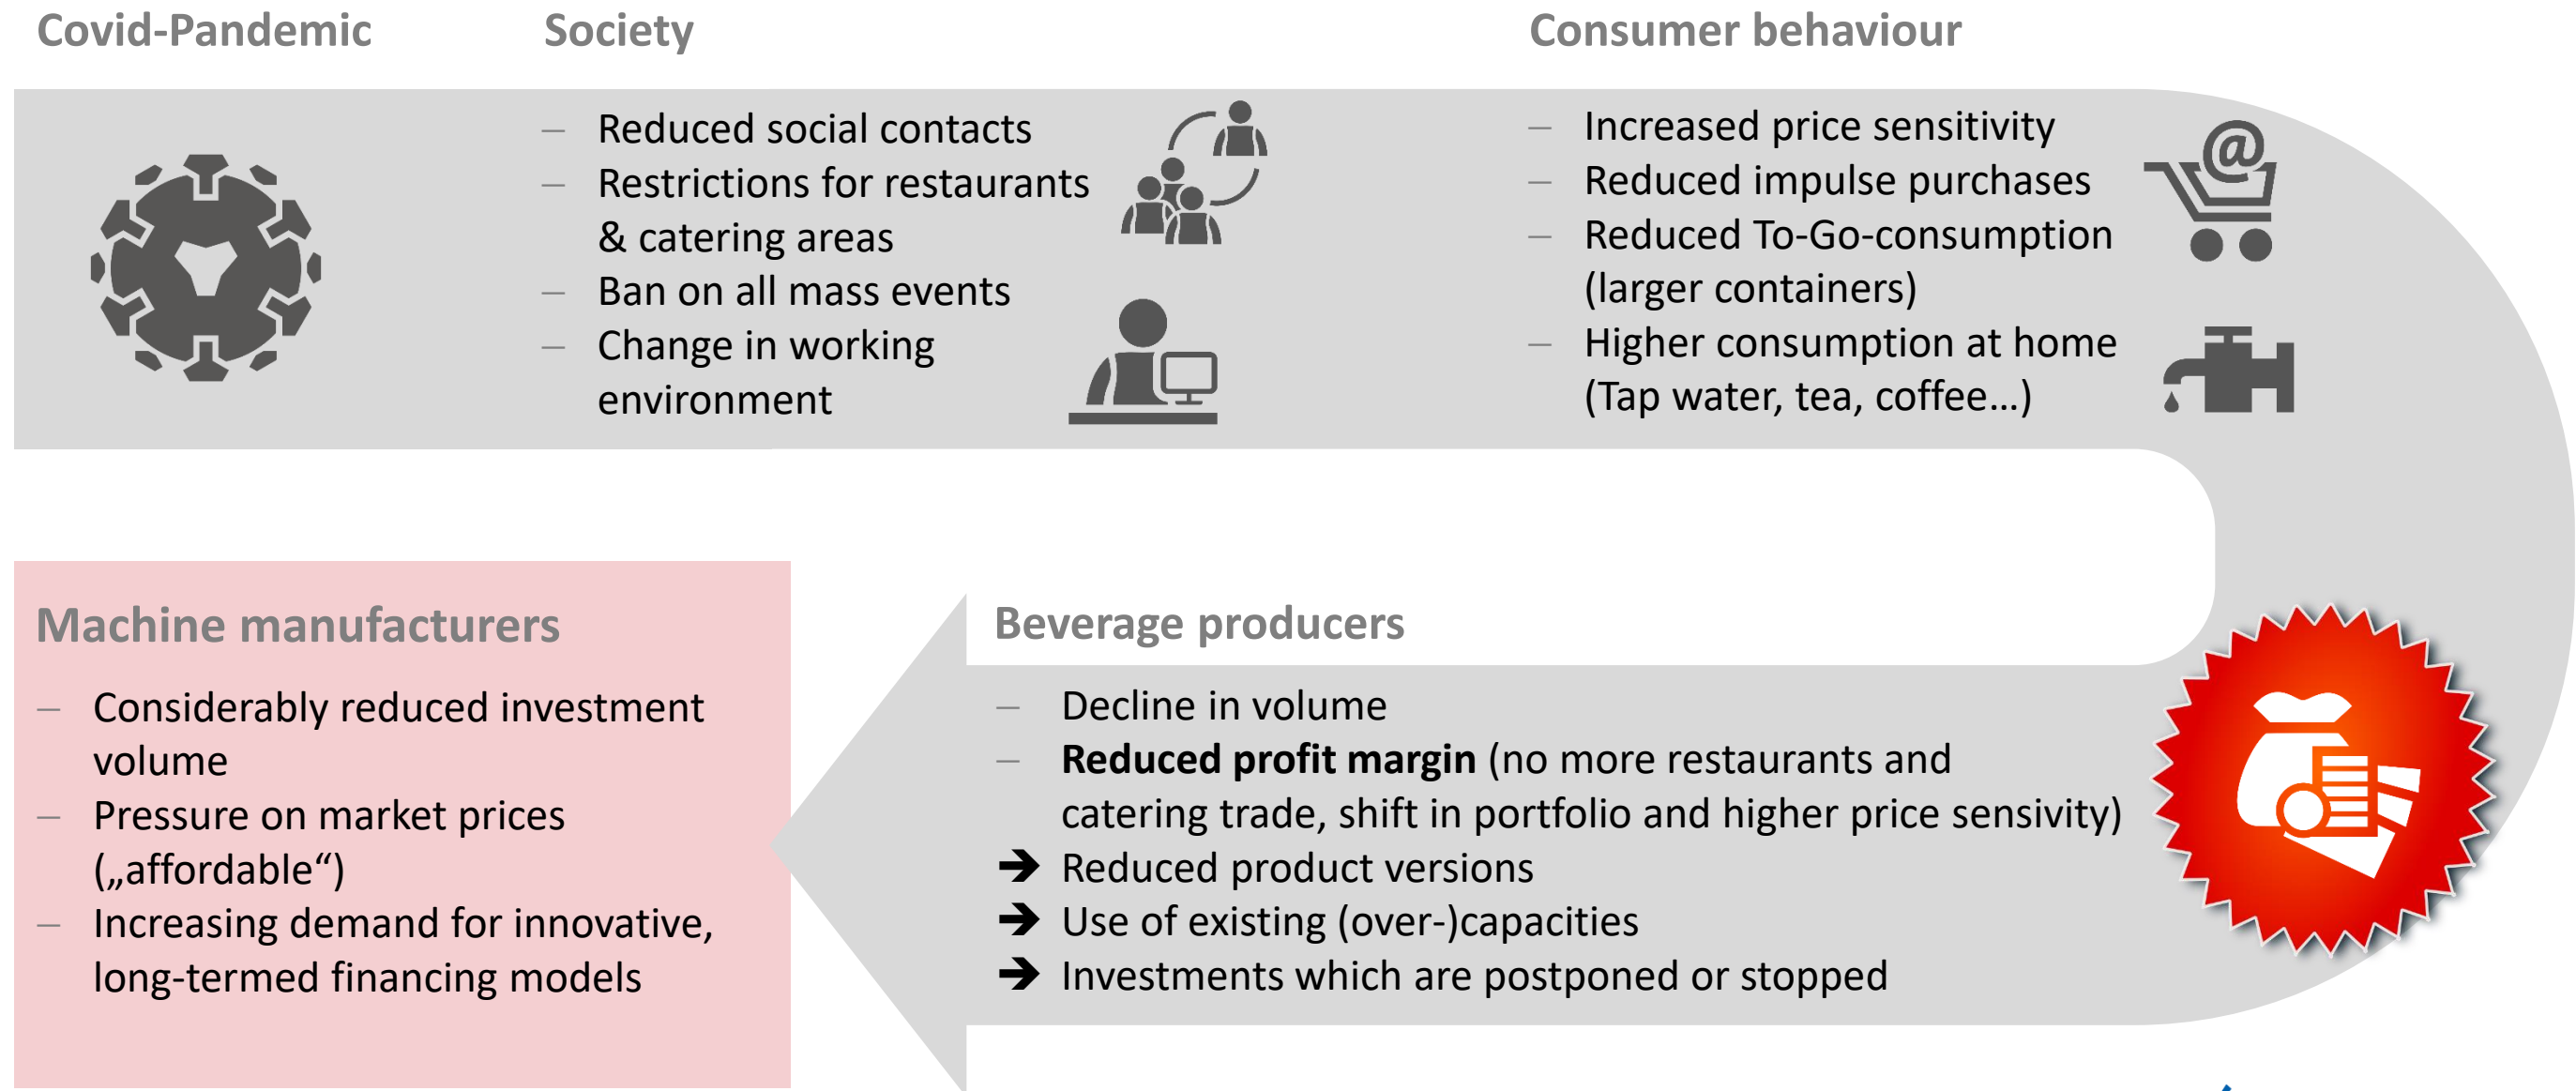 Covid-Pandemic
Society
– Reduced social contacts
– Restrictions for restaurants
& catering areas
– Ban on all mass events
– Change in working
environment
Consumer behaviour
– Increased price sensitivity
– Reduced impulse purchases
– Reduced To-Go-consumption
(larger containers)
– Higher consumption at home
(Tap water, tea, coffee…)
@
Beverage producers
– Decline in volume
– Reduced profit margin (no more restaurants and
catering trade, shift in portfolio and higher price sensivity)
➔ Reduced product versions
➔ Use of existing (over-)capacities
➔ Investments which are postponed or stopped
Machine manufacturers
– Considerably reduced investment
volume
– Pressure on market prices
(„affordable“)
– Increasing demand for innovative,
long-termed financing models